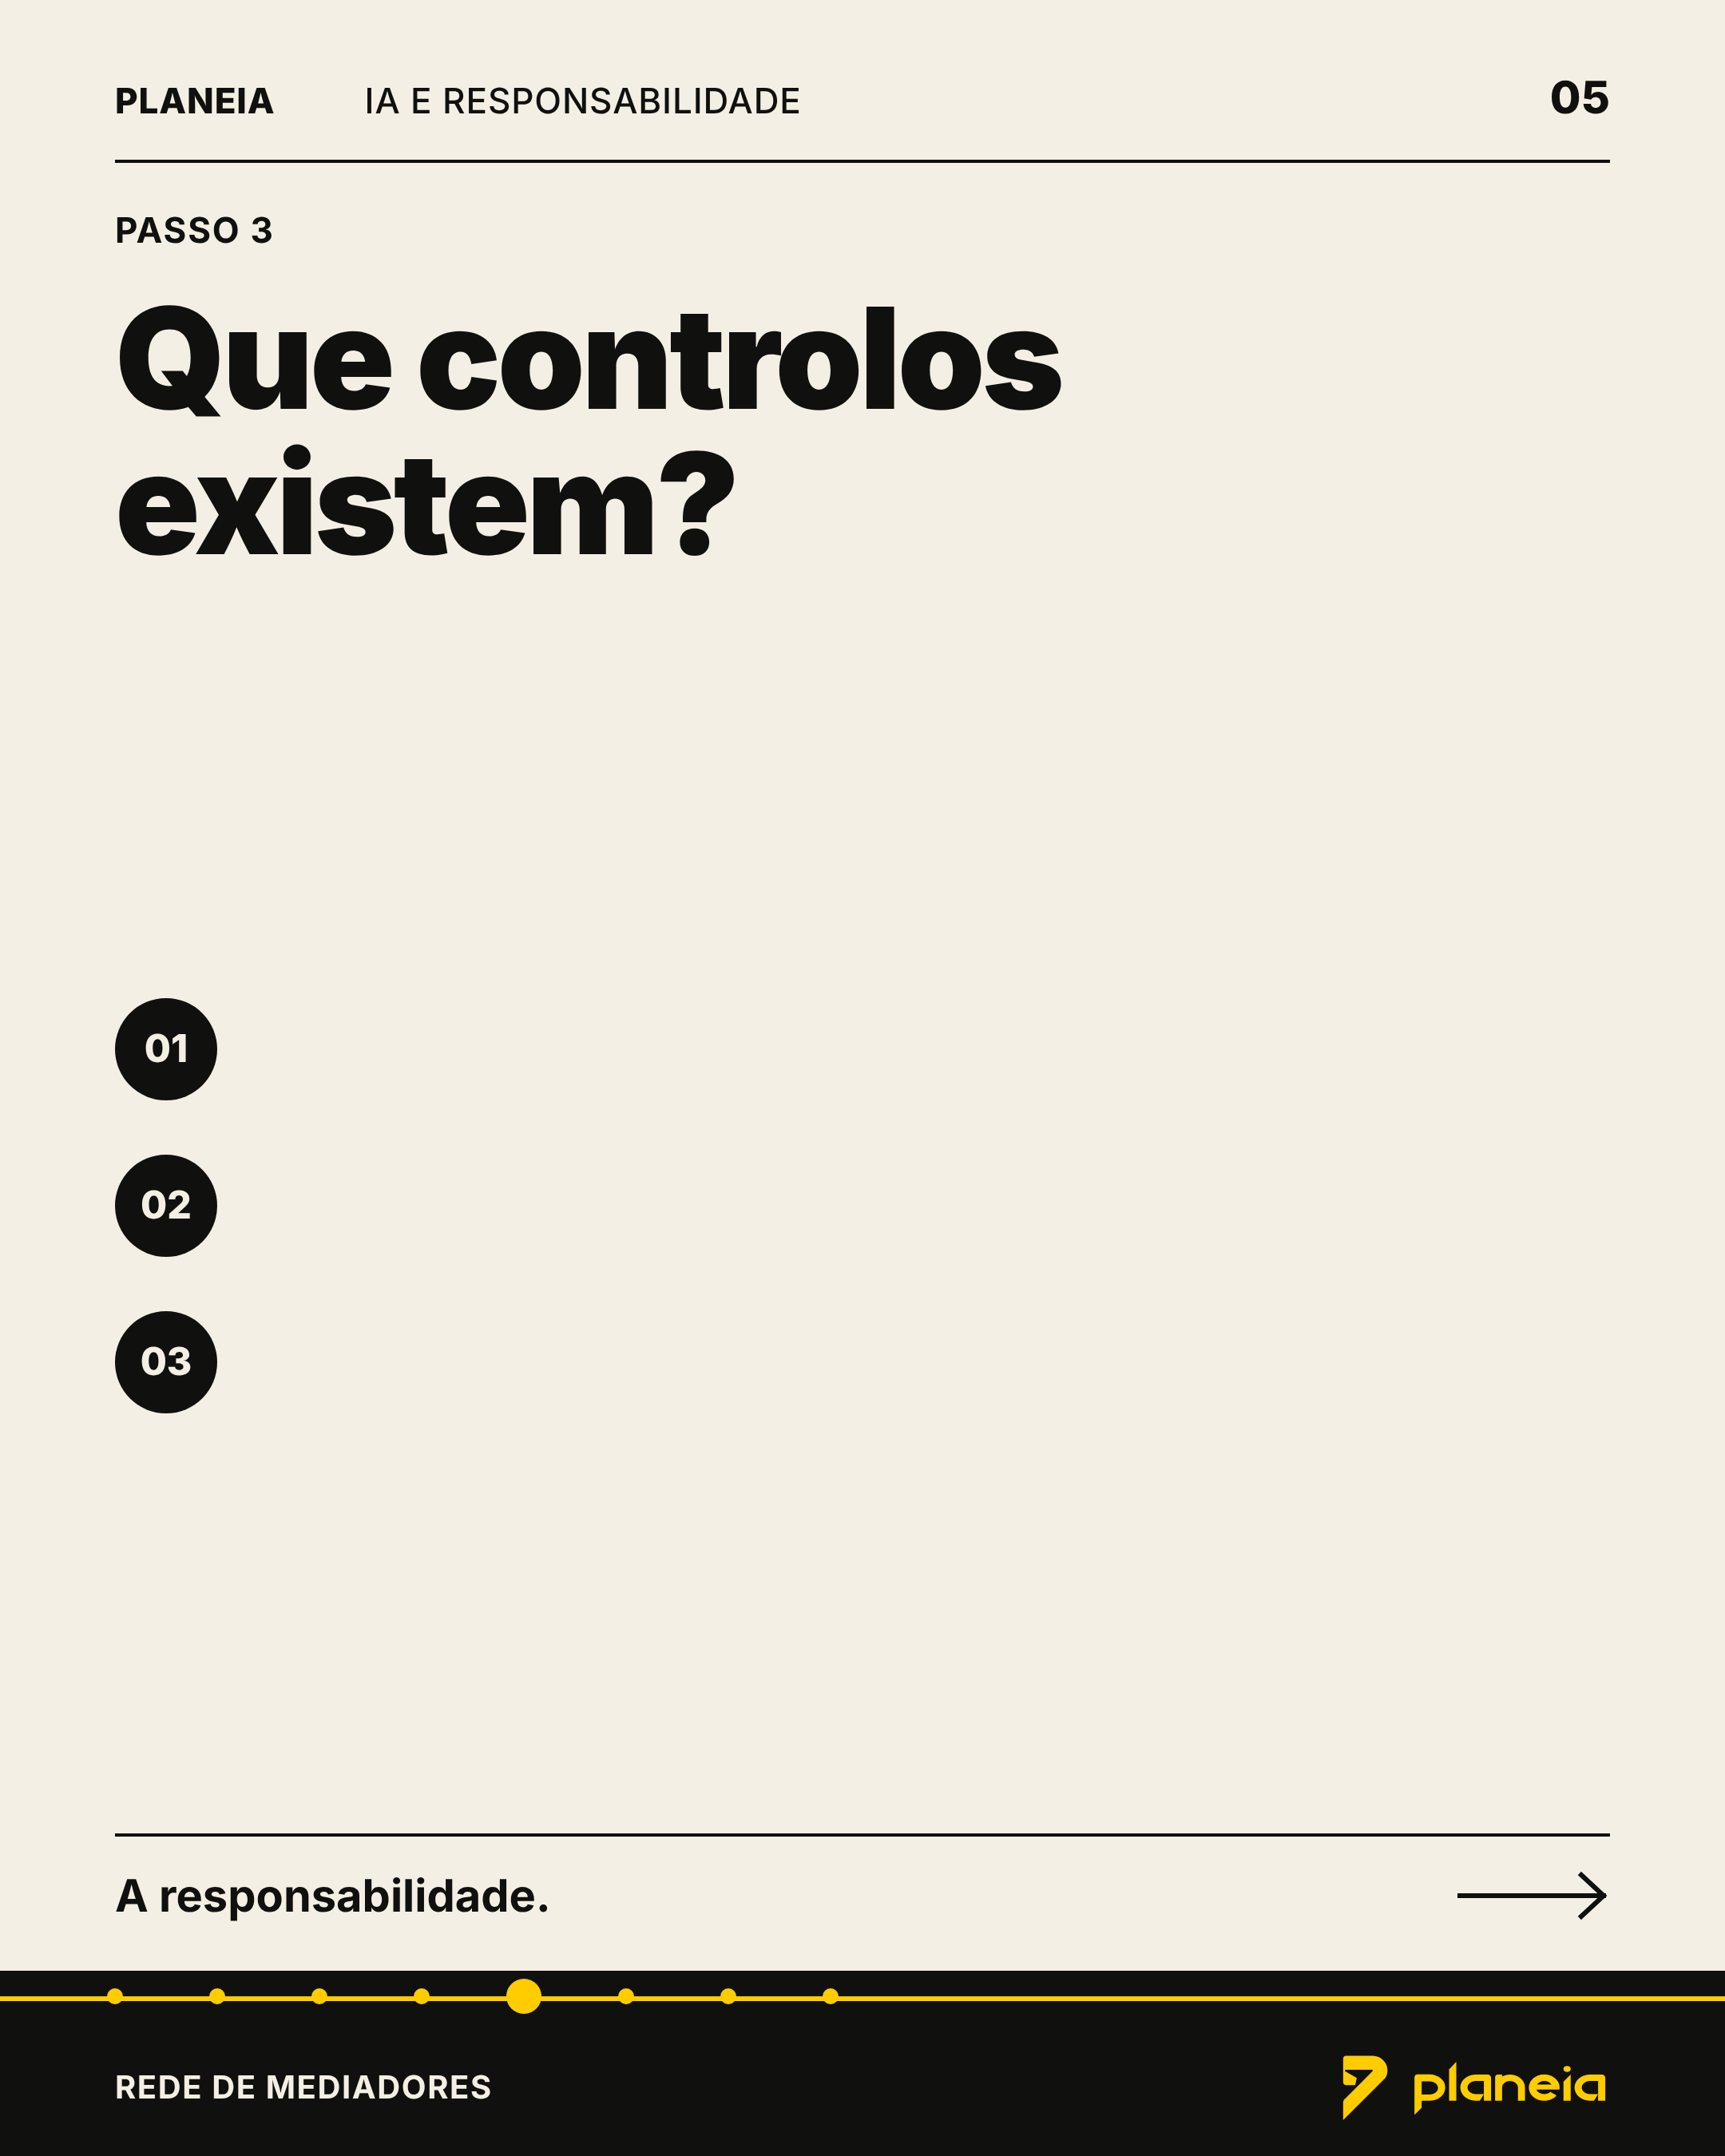 PLANEIA IA E RESPONSABILIDADE 05
PASSO 3
Que controlos
existem?
01
02
03
A responsabilidade.
REDE DE MEDIADORES planeia